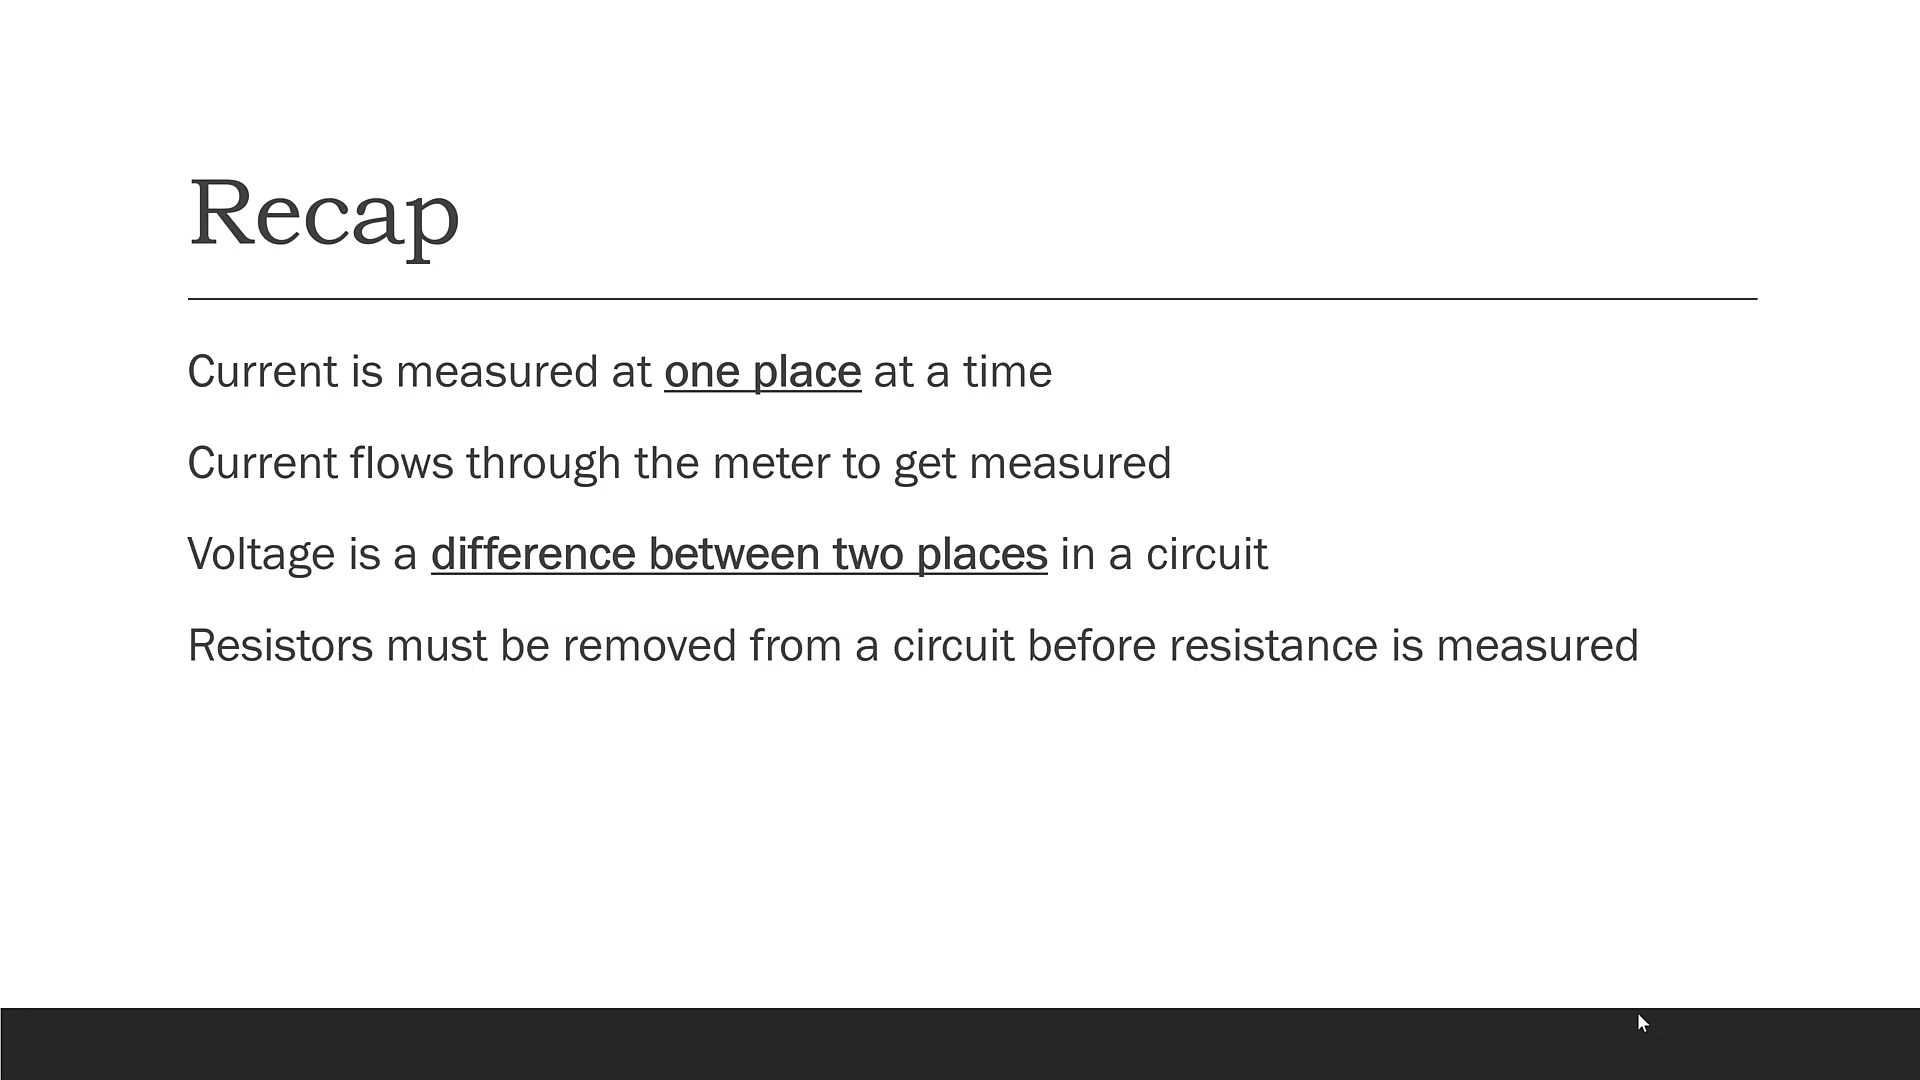 Recap
Current is measured at one place at a time
Current flows through the meter to get measured
Voltage is a difference between two places in a circuit
Resistors must be removed from a circuit before resistance is measured